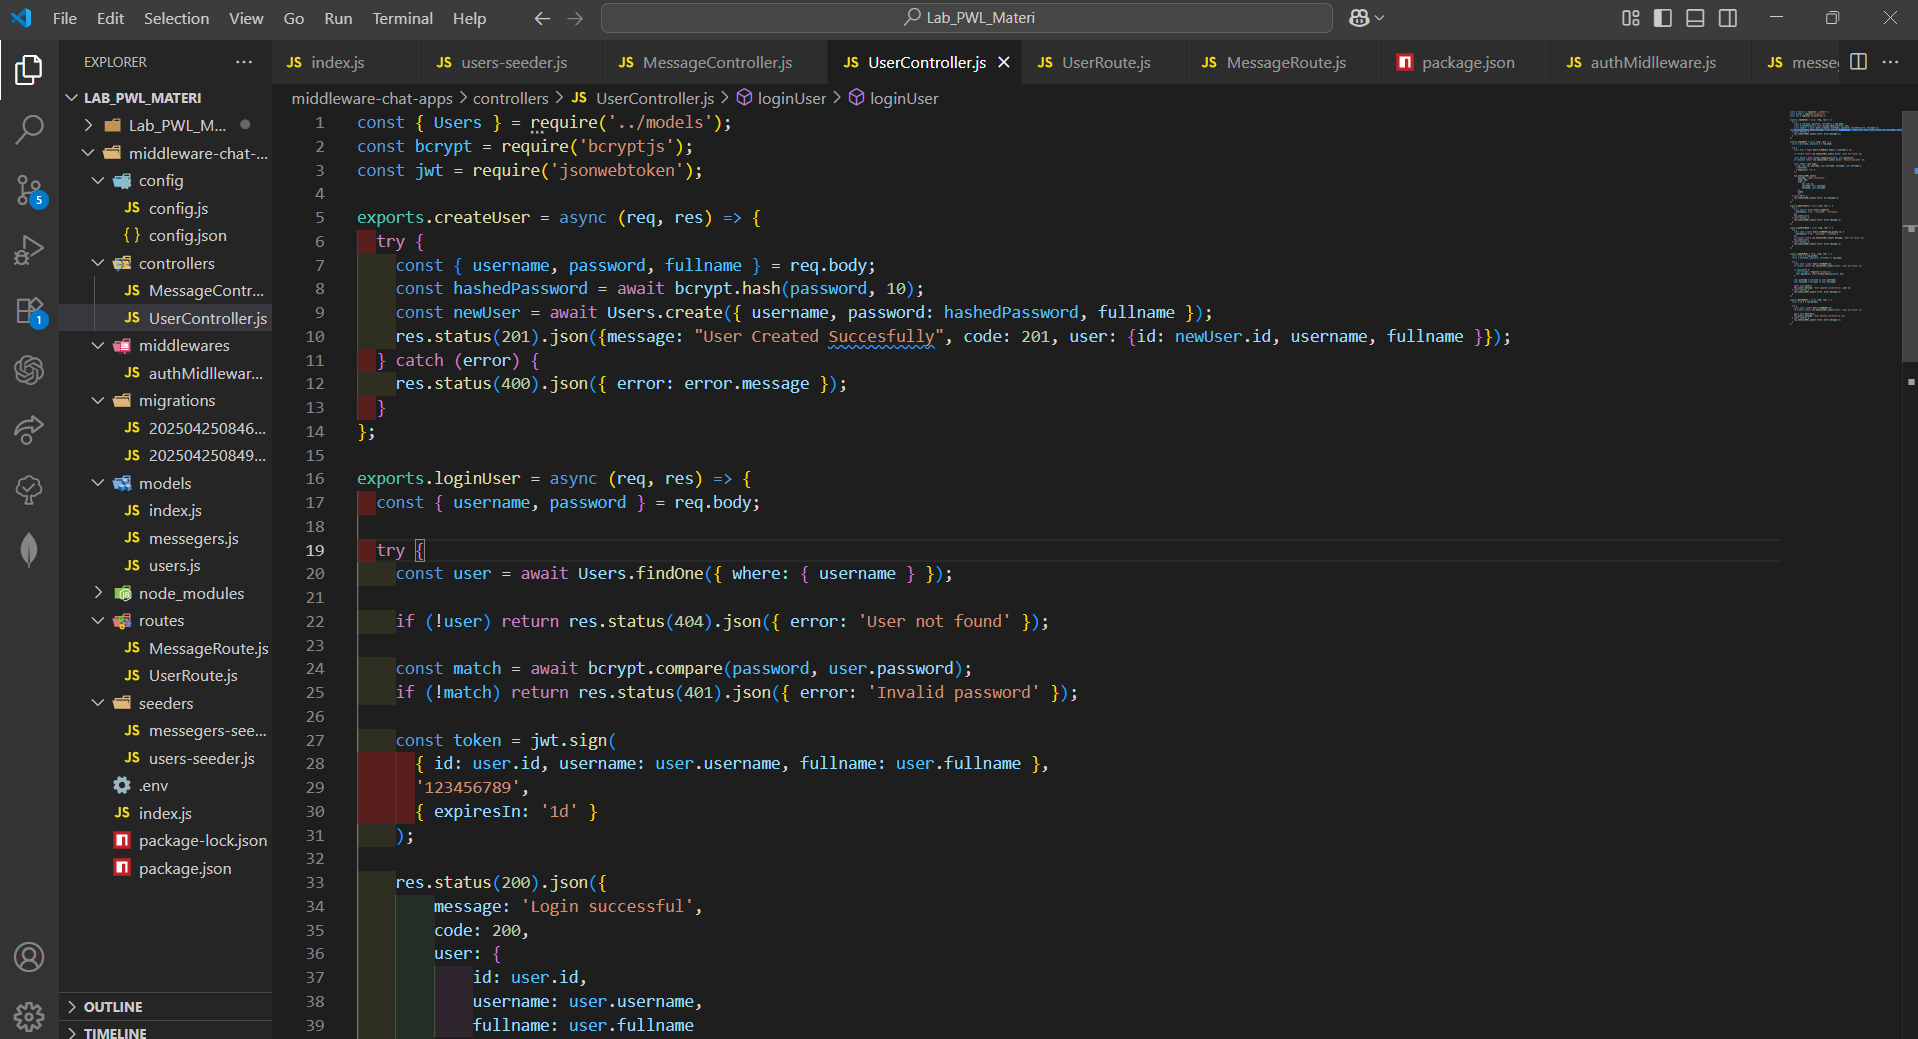 File Edit Selection View Go Run Terminal Help
Lab_PWL_Materi
EXPLORER
LAB_PWL_MATERI
Lab_PWL_M...
middleware-chat-...
config
JS config.js
{ } config.json
controllers
JS MessageContr...
JS UserController.js
middlewares
JS authMidllewar...
migrations
JS 202504250846...
JS 202504250849...
models
JS index.js
JS messegers.js
JS users.js
node_modules
routes
JS MessageRoute.js
JS UserRoute.js
seeders
JS messegers-see...
JS users-seeder.js
.env
JS index.js
package-lock.json
package.json
OUTLINE
TIMELINE
5
1
JS index.js JS users-seeder.js JS MessageController.js JS UserController.js JS UserRoute.js JS MessageRoute.js package.json JS authMidlleware.js JS
middleware-chat-apps > controllers > JS UserController.js > loginUser > loginUser
1 const { Users } = require('../models');
2 const bcrypt = require('bcryptjs');
3 const jwt = require('jsonwebtoken');
4
5 exports.createUser = async (req, res) => {
6 try {
7 const { username, password, fullname } = req.body;
8 const hashedPassword = await bcrypt.hash(password, 10);
9 const newUser = await Users.create({ username, password: hashedPassword, fullname });
10 res.status(201).json({message: "User Created Succesfully", code: 201, user: {id: newUser.id, username, fullname }});
11 } catch (error) {
12 res.status(400).json({ error: error.message });
13 }
14 };
15
16 exports.loginUser = async (req, res) => {
17 const { username, password } = req.body;
18
19 try {
20 const user = await Users.findOne({ where: { username } });
21
22 if (!user) return res.status(404).json({ error: 'User not found' });
23
24 const match = await bcrypt.compare(password, user.password);
25 if (!match) return res.status(401).json({ error: 'Invalid password' });
26
27 const token = jwt.sign(
28 { id: user.id, username: user.username, fullname: user.fullname },
29 '123456789',
30 { expiresIn: '1d' }
31 );
32
33 res.status(200).json({
34 message: 'Login successful',
35 code: 200,
36 user: {
37 id: user.id,
38 username: user.username,
39 fullname: user.fullname